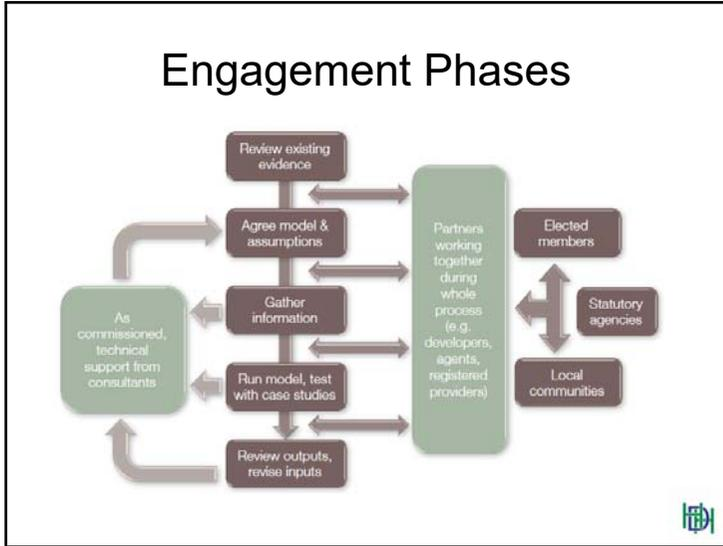 Engagement Phases
Review existing
evidence
Agree model &
assumptions
Gather
information
Run model, test
with case studies
Review outputs,
revise inputs
As
commissioned,
technical
support from
consultants
Partners
working
together
during
whole
process
(e.g.
developers,
agents,
registered
providers)
Elected
members
Statutory
agencies
Local
communities
HDH